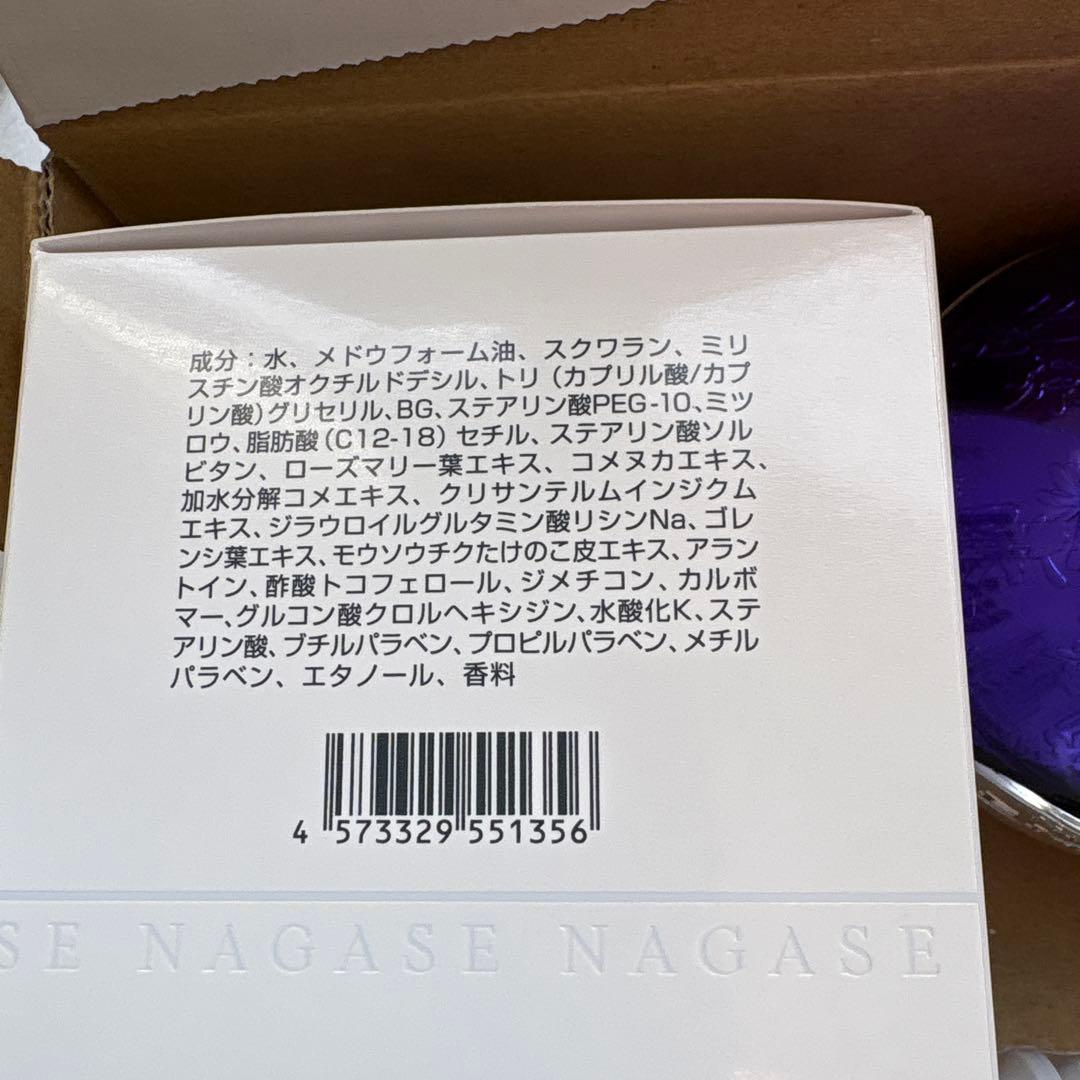 成分：水、メドウフォーム油、スクワラン、ミリ
スチン酸オクチルドデシル、トリ（カプリル酸/カプ
リン酸）グリセリル、BG、ステアリン酸PEG-10、ミツ
ロウ、脂肪酸（C12-18）セチル、ステアリン酸ソル
ビタン、ローズマリー葉エキス、コメヌカエキス、
加水分解コメエキス、クリサンテルムインジクム
エキス、ジラウロイルグルタミン酸リシンNa、ゴレ
ンシ葉エキス、モウソウチクたけのこ皮エキス、アラン
トイン、酢酸トコフェロール、ジメチコン、カルボ
マー、グルコン酸クロルヘキシジン、水酸化K、ステ
アリン酸、ブチルパラベン、プロピルパラベン、メチル
パラベン、エタノール、香料
4 573329 551356
SE NAGASE NAGASE